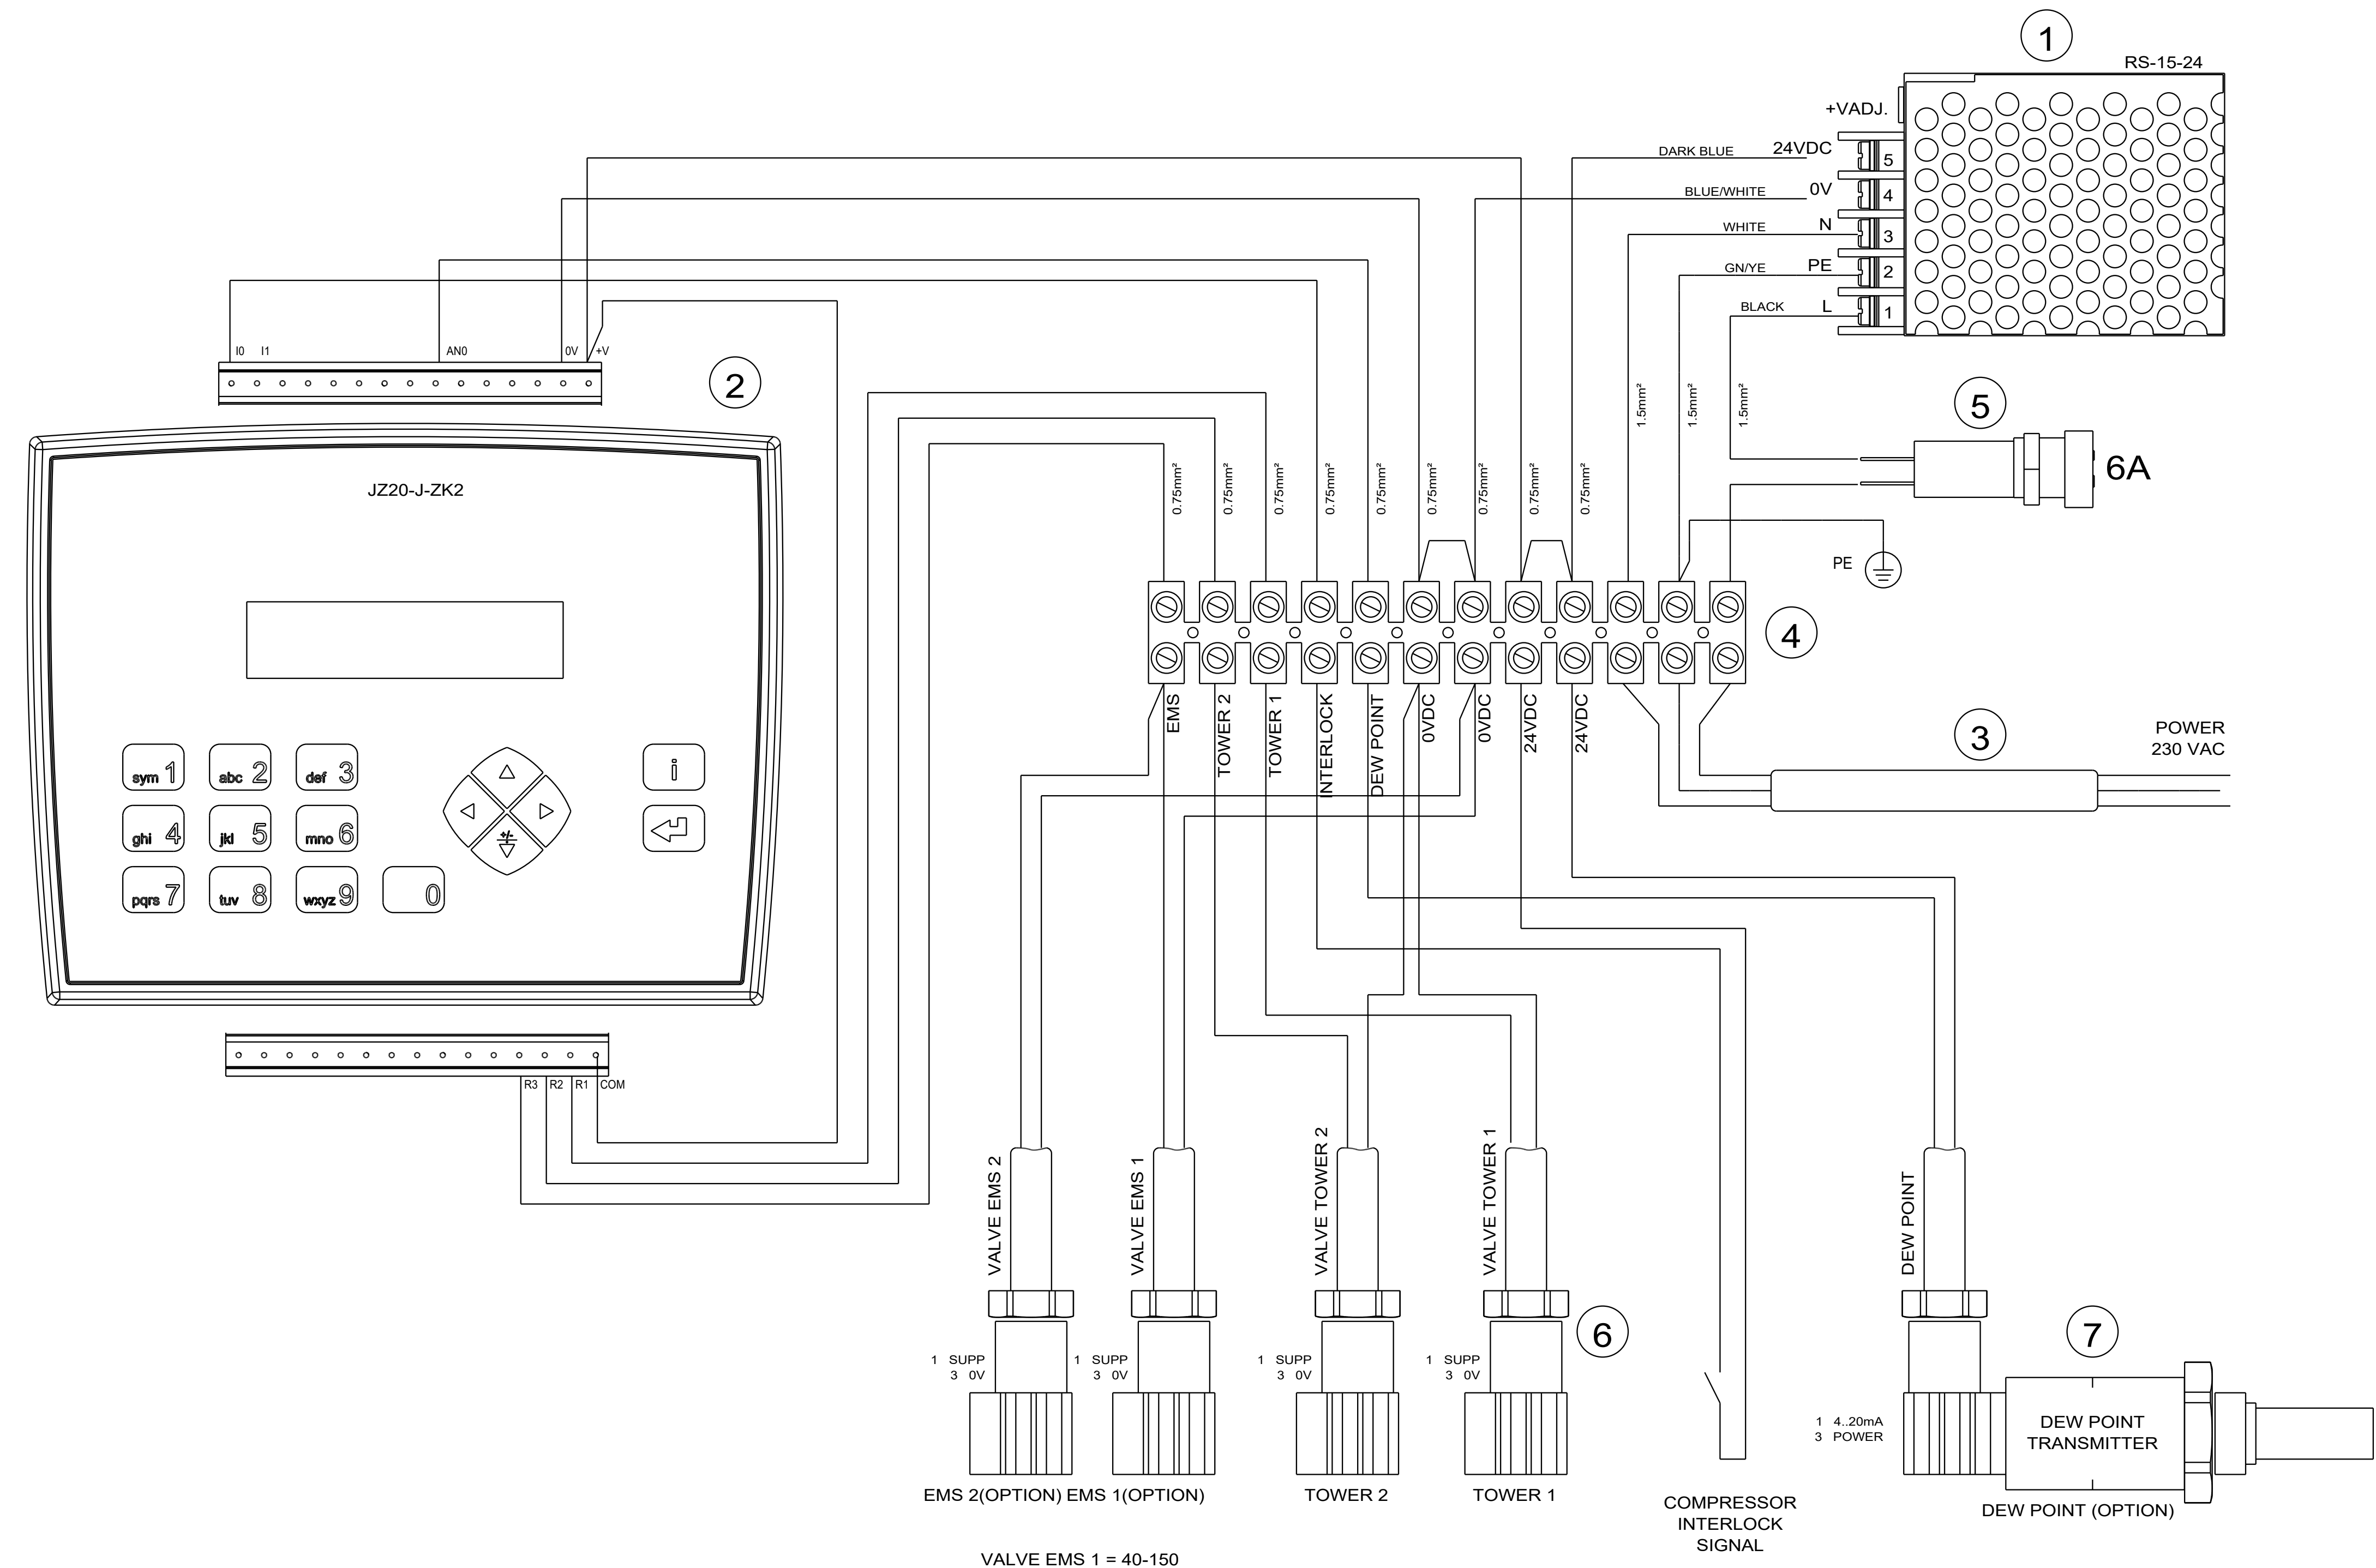 1
RS-15-24
+VADJ.
DARK BLUE 24VDC 5
BLUE/WHITE 0V 4
WHITE N 3
GN/YE PE 2
BLACK L 1
I0 I1 AN0 0V +V
2
1.5mm² 1.5mm² 1.5mm²
5
6A
JZ20-J-ZK2
0.75mm² 0.75mm² 0.75mm² 0.75mm² 0.75mm² 0.75mm² 0.75mm² 0.75mm² 0.75mm²
PE
4
EMS
TOWER 2
TOWER 1
INTERLOCK
DEW POINT
0VDC
0VDC
24VDC
24VDC
3
POWER
230 VAC
sym 1 abc 2 def 3
i
ghi 4 jkl 5 mno 6
+/-
pqrs 7 tuv 8 wxyz 9 0
R3 R2 R1 COM
VALVE EMS 2
VALVE EMS 1
VALVE TOWER 2
VALVE TOWER 1
DEW POINT
6
7
1 SUPP
3 0V
1 SUPP
3 0V
1 SUPP
3 0V
1 SUPP
3 0V
1 4..20mA
3 POWER
DEW POINT
TRANSMITTER
EMS 2(OPTION) EMS 1(OPTION)
TOWER 2
TOWER 1
COMPRESSOR
INTERLOCK
SIGNAL
DEW POINT (OPTION)
VALVE EMS 1 = 40-150